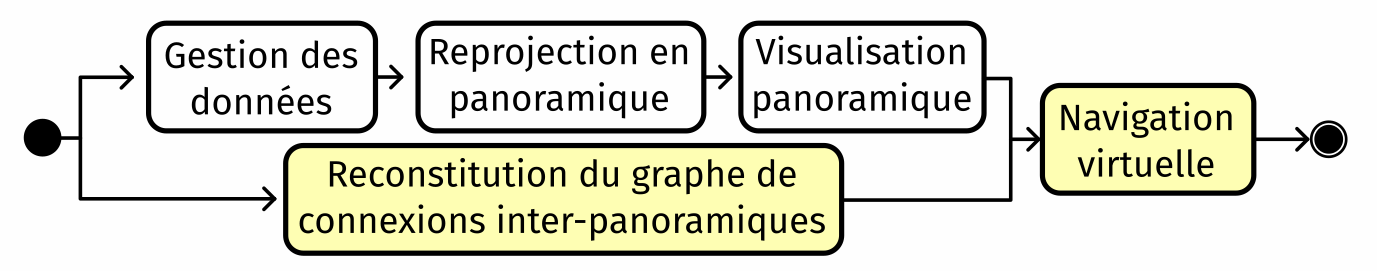 Gestion des
données
Reprojection en
panoramique
Visualisation
panoramique
Reconstitution du graphe de
connexions inter-panoramiques
Navigation
virtuelle